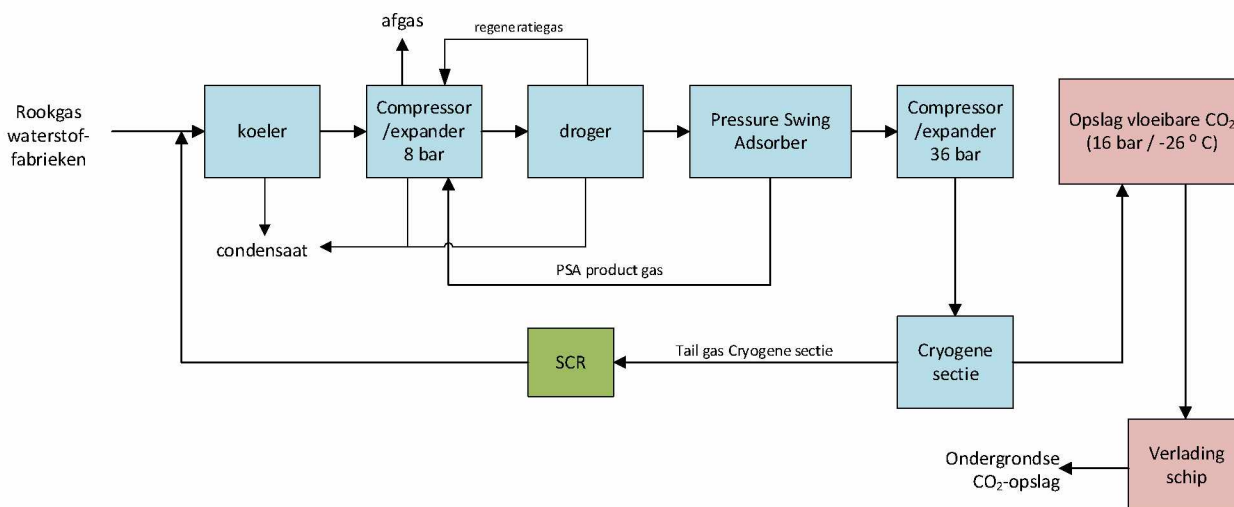 afgas
regeneratiegas
Rookgas
waterstof-
fabrieken
koeler
Compressor
/expander
8 bar
droger
Pressure Swing
Adsorber
Compressor
/expander
36 bar
Opslag vloeibare CO₂
(16 bar / -26 ⁰ C)
condensaat
PSA product gas
SCR
Tail gas Cryogene sectie
Cryogene
sectie
Ondergrondse
CO₂-opslag
Verlading
schip